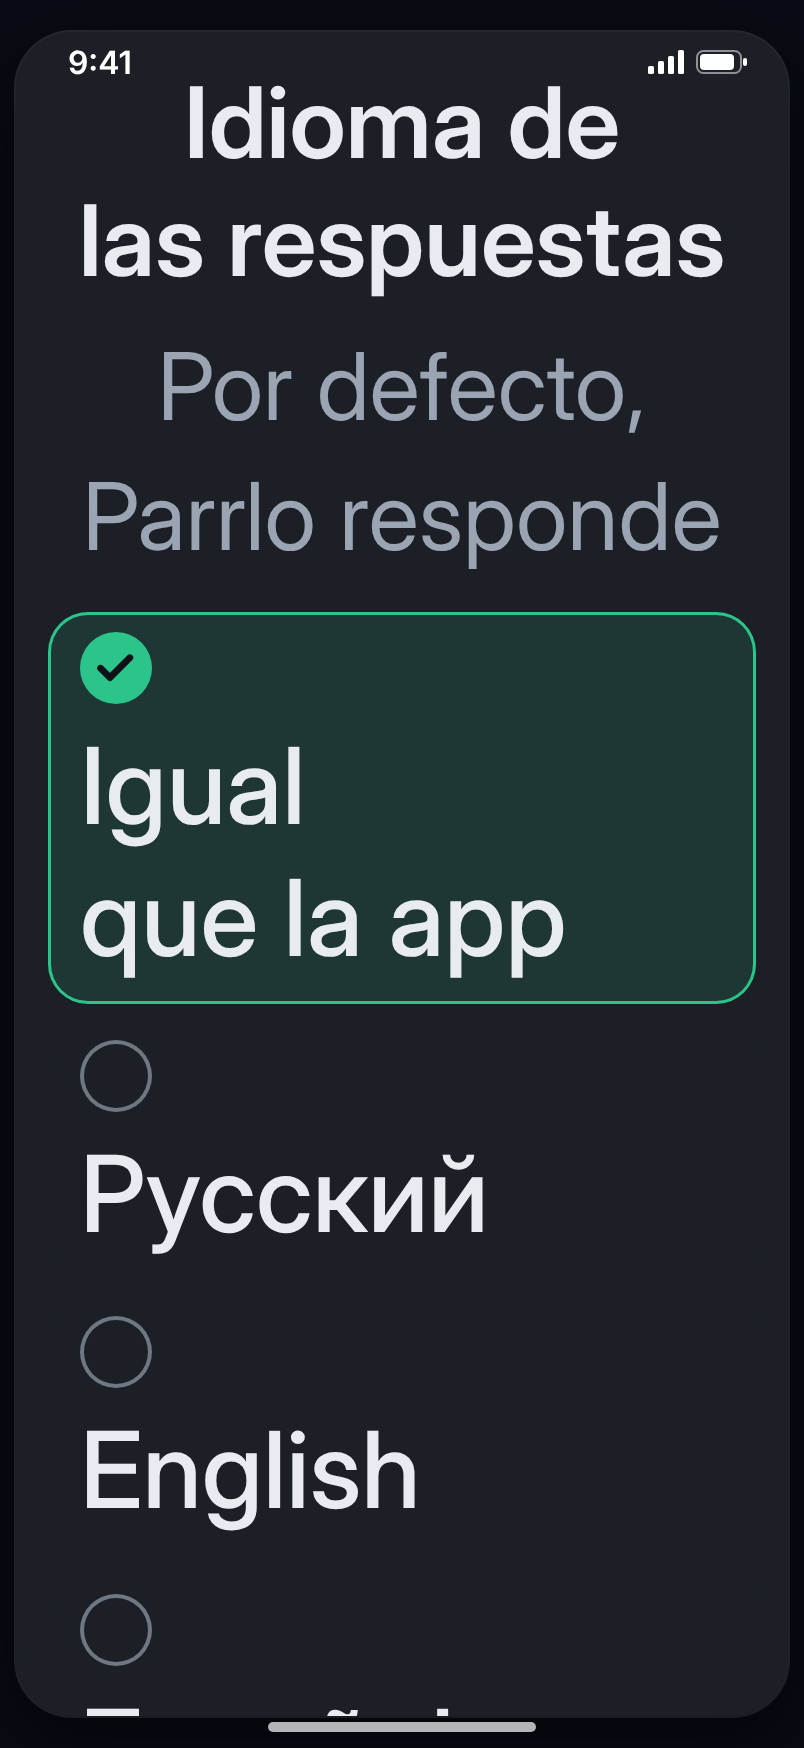 9:41
Idioma de
las respuestas
Por defecto,
Parrlo responde
Igual
que la app
Русский
English